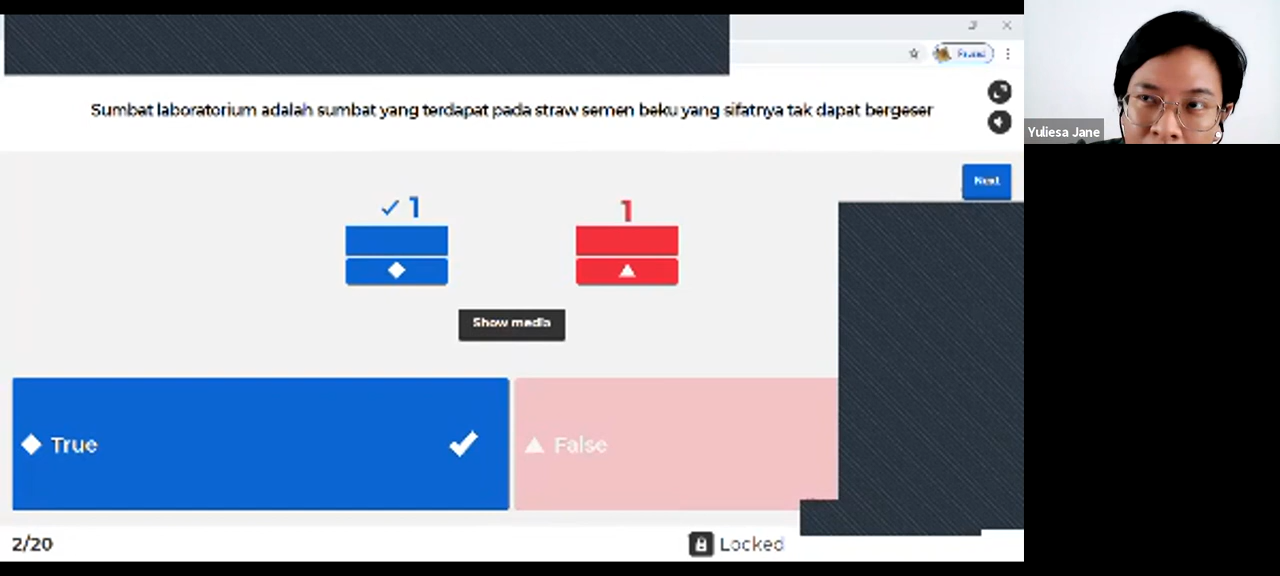 Paused
Sumbat laboratorium adalah sumbat yang terdapat pada straw semen beku yang sifatnya tak dapat bergeser
Yuliesa Jane
Next
1
1
Show media
True
False
2/20
Locked